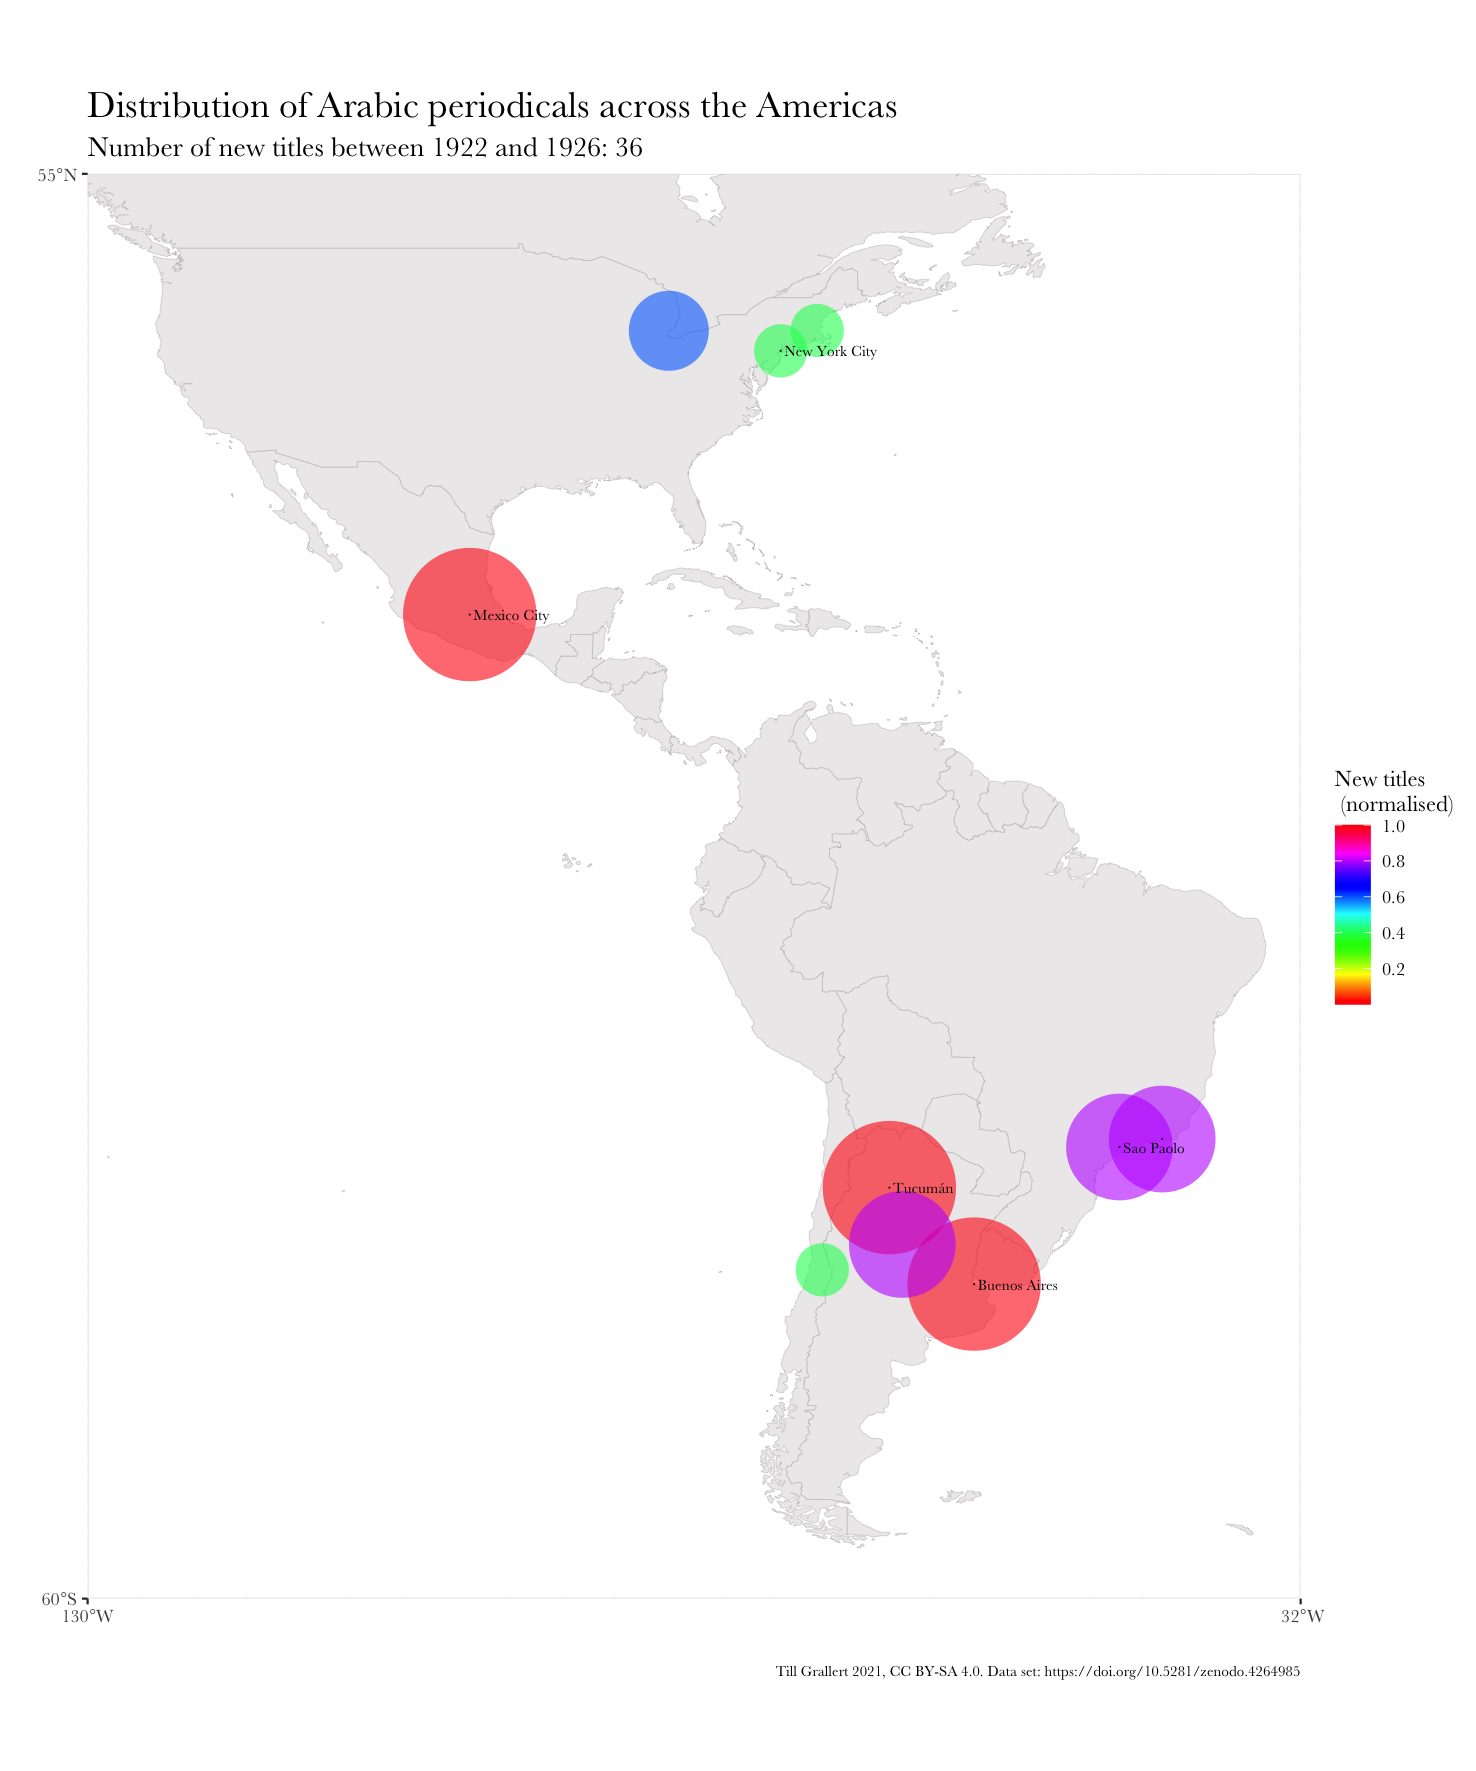 Distribution of Arabic periodicals across the Americas
Number of new titles between 1922 and 1926: 36
55°N
New York City
Mexico City
New titles
(normalised)
1.0
0.8
0.6
0.4
0.2
Sao Paolo
Tucumán
Buenos Aires
60°S
130°W
32°W
Till Grallert 2021, CC BY-SA 4.0. Data set: https://doi.org/10.5281/zenodo.4264985